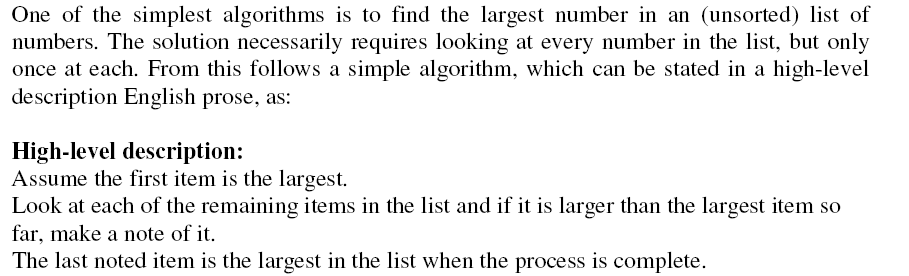 One of the simplest algorithms is to find the largest number in an (unsorted) list of
numbers. The solution necessarily requires looking at every number in the list, but only
once at each. From this follows a simple algorithm, which can be stated in a high-level
description English prose, as:
High-level description:
Assume the first item is the largest.
Look at each of the remaining items in the list and if it is larger than the largest item so
far, make a note of it.
The last noted item is the largest in the list when the process is complete.